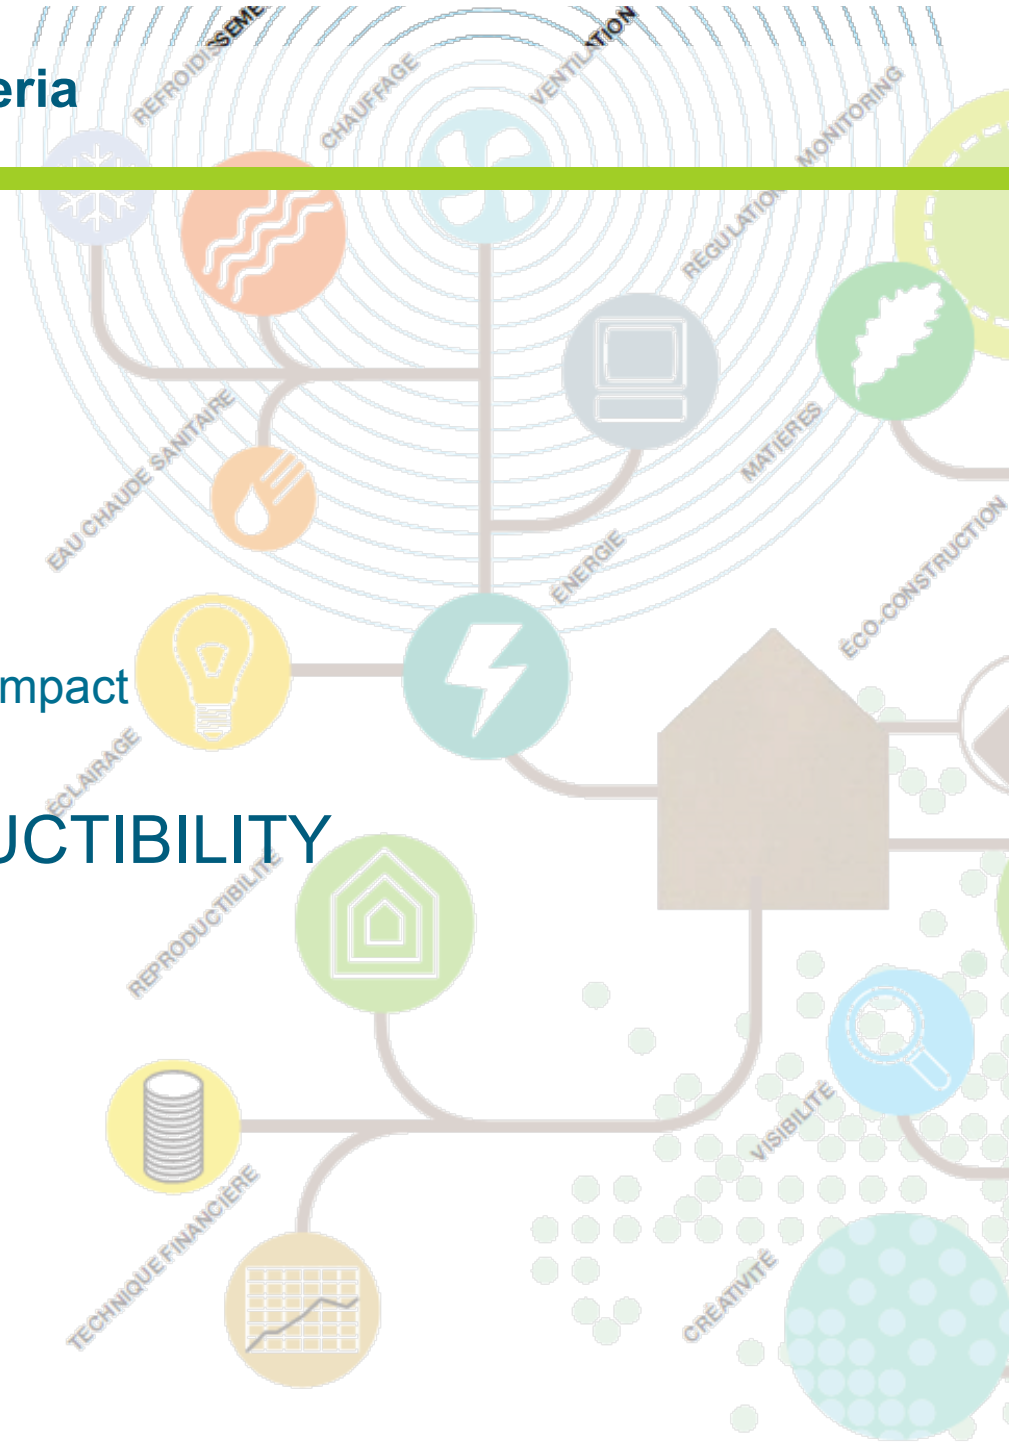 REFROIDISSEME
CHAUFFAGE
VENTILATION
eria
RÉGULATION - MONITORING
EAU CHAUDE SANITAIRE
MATIÈRES
ÉNERGIE
ÉCO-CONSTRUCTION
mpact
ÉCLAIRAGE
UCTIBILITY
REPRODUCTIBILITÉ
VISIBILITÉ
TECHNIQUE FINANCIÈRE
CRÉATIVITÉ